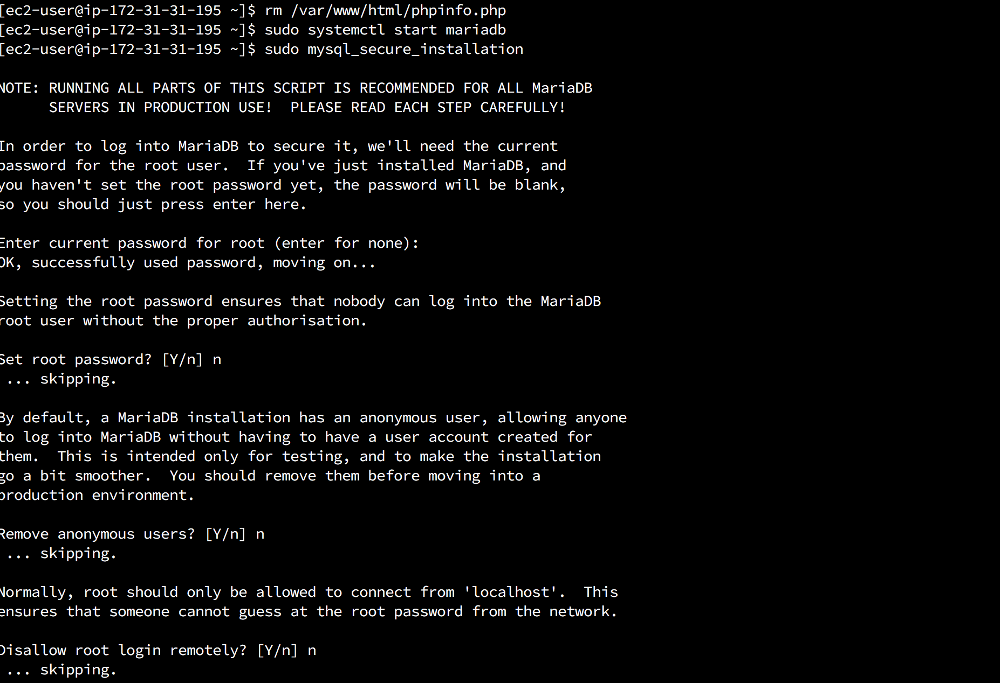 [ec2-user@ip-172-31-31-195 ~]$ rm /var/www/html/phpinfo.php
[ec2-user@ip-172-31-31-195 ~]$ sudo systemctl start mariadb
[ec2-user@ip-172-31-31-195 ~]$ sudo mysql_secure_installation
NOTE: RUNNING ALL PARTS OF THIS SCRIPT IS RECOMMENDED FOR ALL MariaDB
SERVERS IN PRODUCTION USE!  PLEASE READ EACH STEP CAREFULLY!
In order to log into MariaDB to secure it, we'll need the current
password for the root user.  If you've just installed MariaDB, and
you haven't set the root password yet, the password will be blank,
so you should just press enter here.
Enter current password for root (enter for none):
OK, successfully used password, moving on...
Setting the root password ensures that nobody can log into the MariaDB
root user without the proper authorisation.
Set root password? [Y/n] n
... skipping.
By default, a MariaDB installation has an anonymous user, allowing anyone
to log into MariaDB without having to have a user account created for
them.  This is intended only for testing, and to make the installation
go a bit smoother.  You should remove them before moving into a
production environment.
Remove anonymous users? [Y/n] n
... skipping.
Normally, root should only be allowed to connect from 'localhost'.  This
ensures that someone cannot guess at the root password from the network.
Disallow root login remotely? [Y/n] n
... skipping.